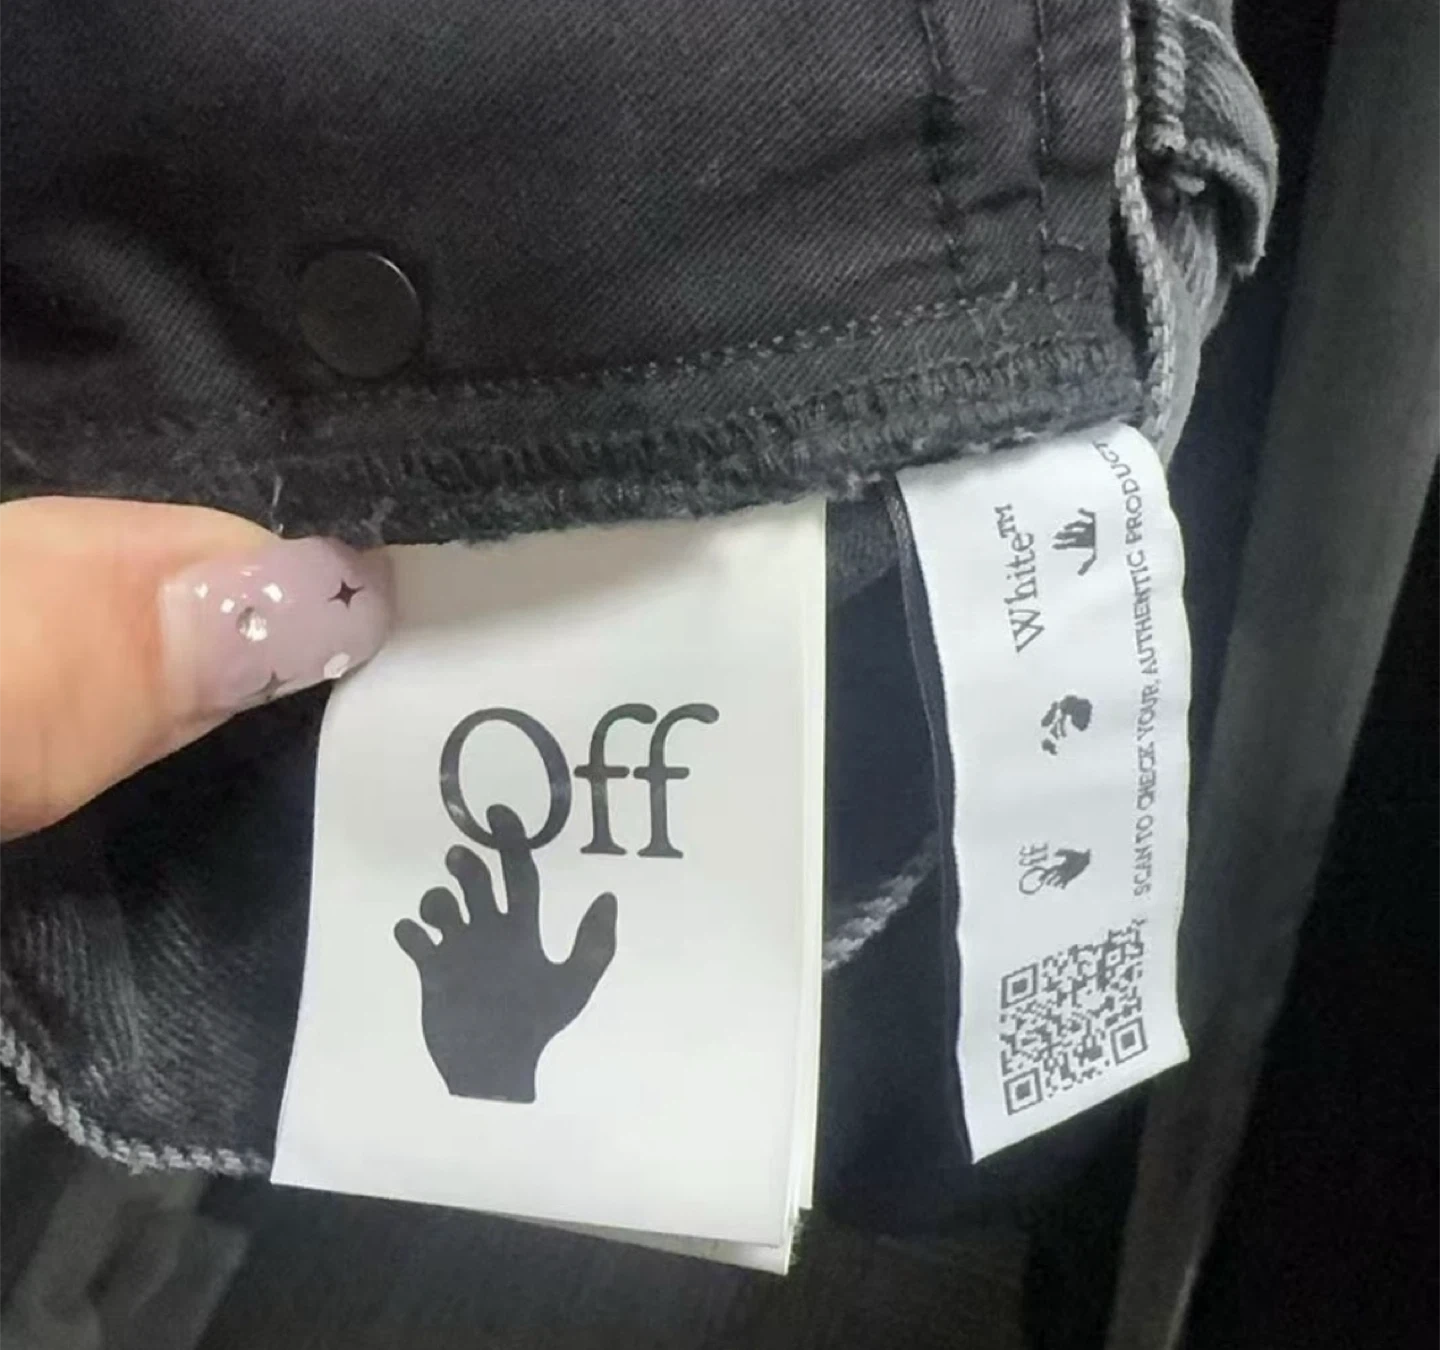 Off
White™
Off
SCAN TO CHECK YOUR AUTHENTIC PRODUCT